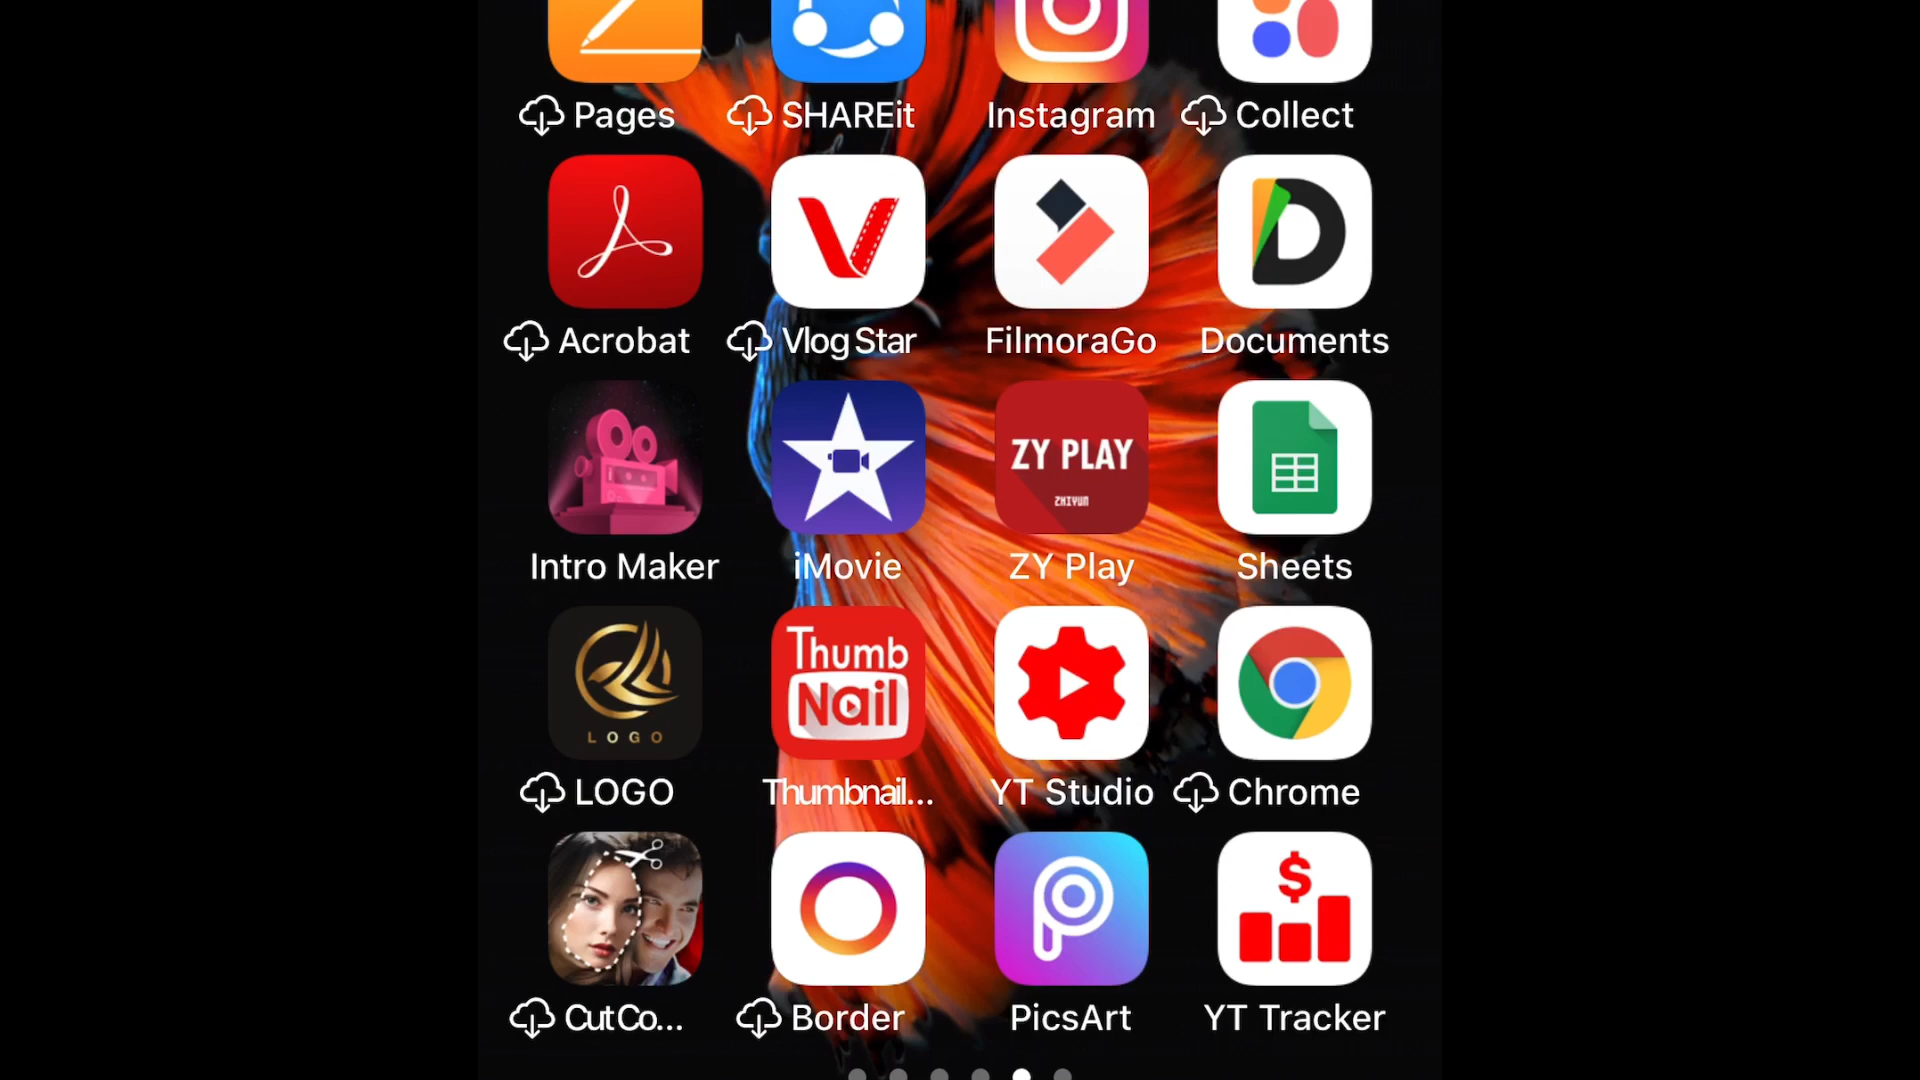 Pages SHAREit Instagram Collect
Acrobat Vlog Star FilmoraGo Documents
ZY PLAY
ZHIYUN
Intro Maker iMovie ZY Play Sheets
Thumb
Nail
LOGO
LOGO Thumbnail... YT Studio Chrome
$
CutCo... Border PicsArt YT Tracker